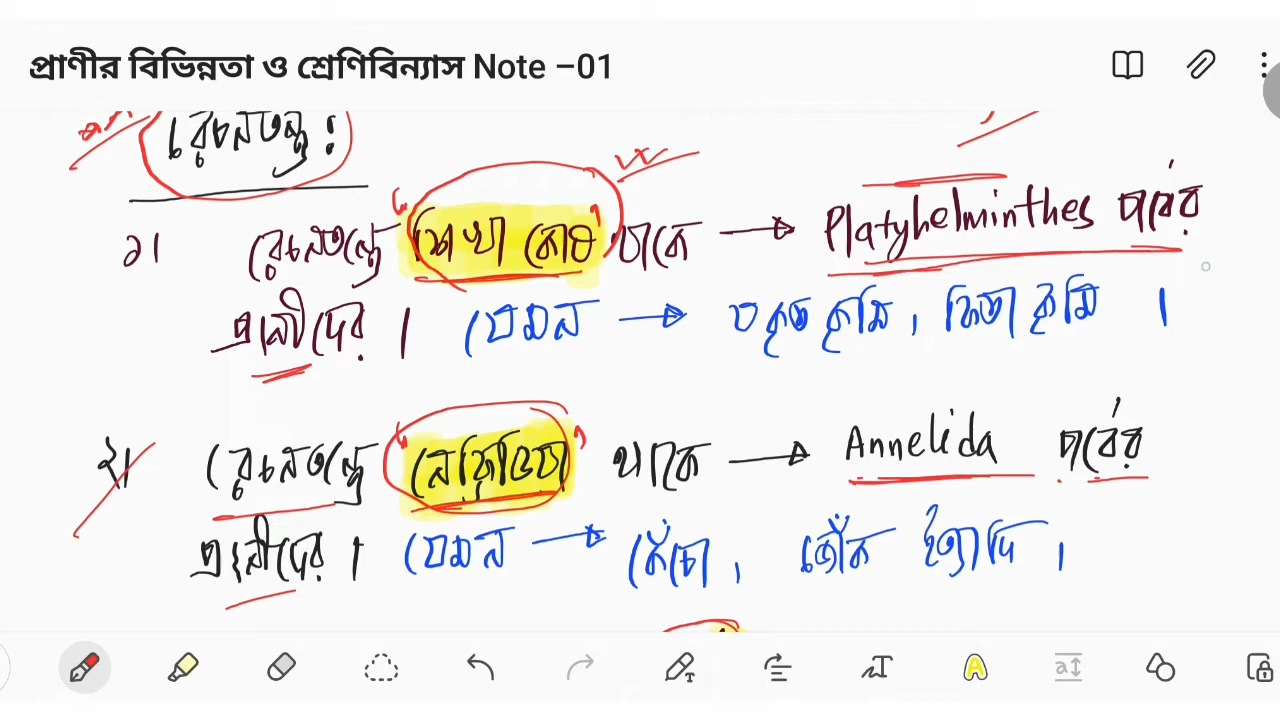 প্রাণীর বিভিন্নতা ও শ্রেণিবিন্যাস Note –01
রেচনতন্ত্র :
১। রেচনতন্ত্রে শিখা কোষ থাকে → Platyhelminthes পর্বের
প্রাণীদের । যেমন → যকৃত কৃমি, ফিতা কৃমি ।
২। রেচনতন্ত্রে নেফ্রিডিয়া থাকে → Annelida পর্বের
প্রাণীদের । যেমন → কেঁচো, জোঁক ইত্যাদি ।